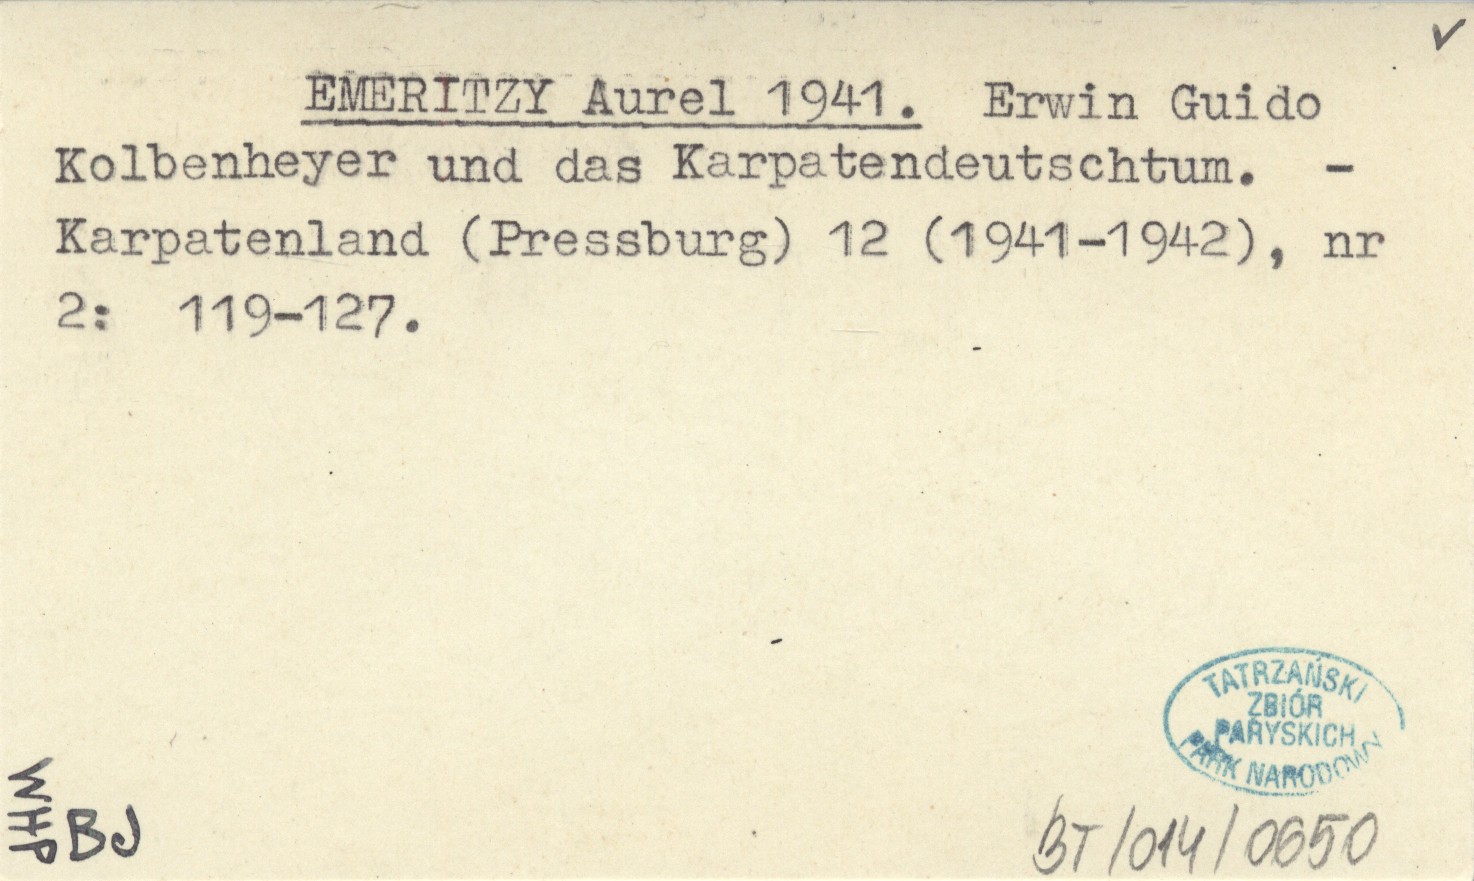 ✓
EMERITZY Aurel 1941. Erwin Guido
Kolbenheyer und das Karpatendeutschtum. -
Karpatenland (Pressburg) 12 (1941-1942), nr
2: 119-127.
TATRZAŃSKI
ZBIÓR
PARYSKICH
PARK NARODOWY
WHP
BJ
BT/014/0650